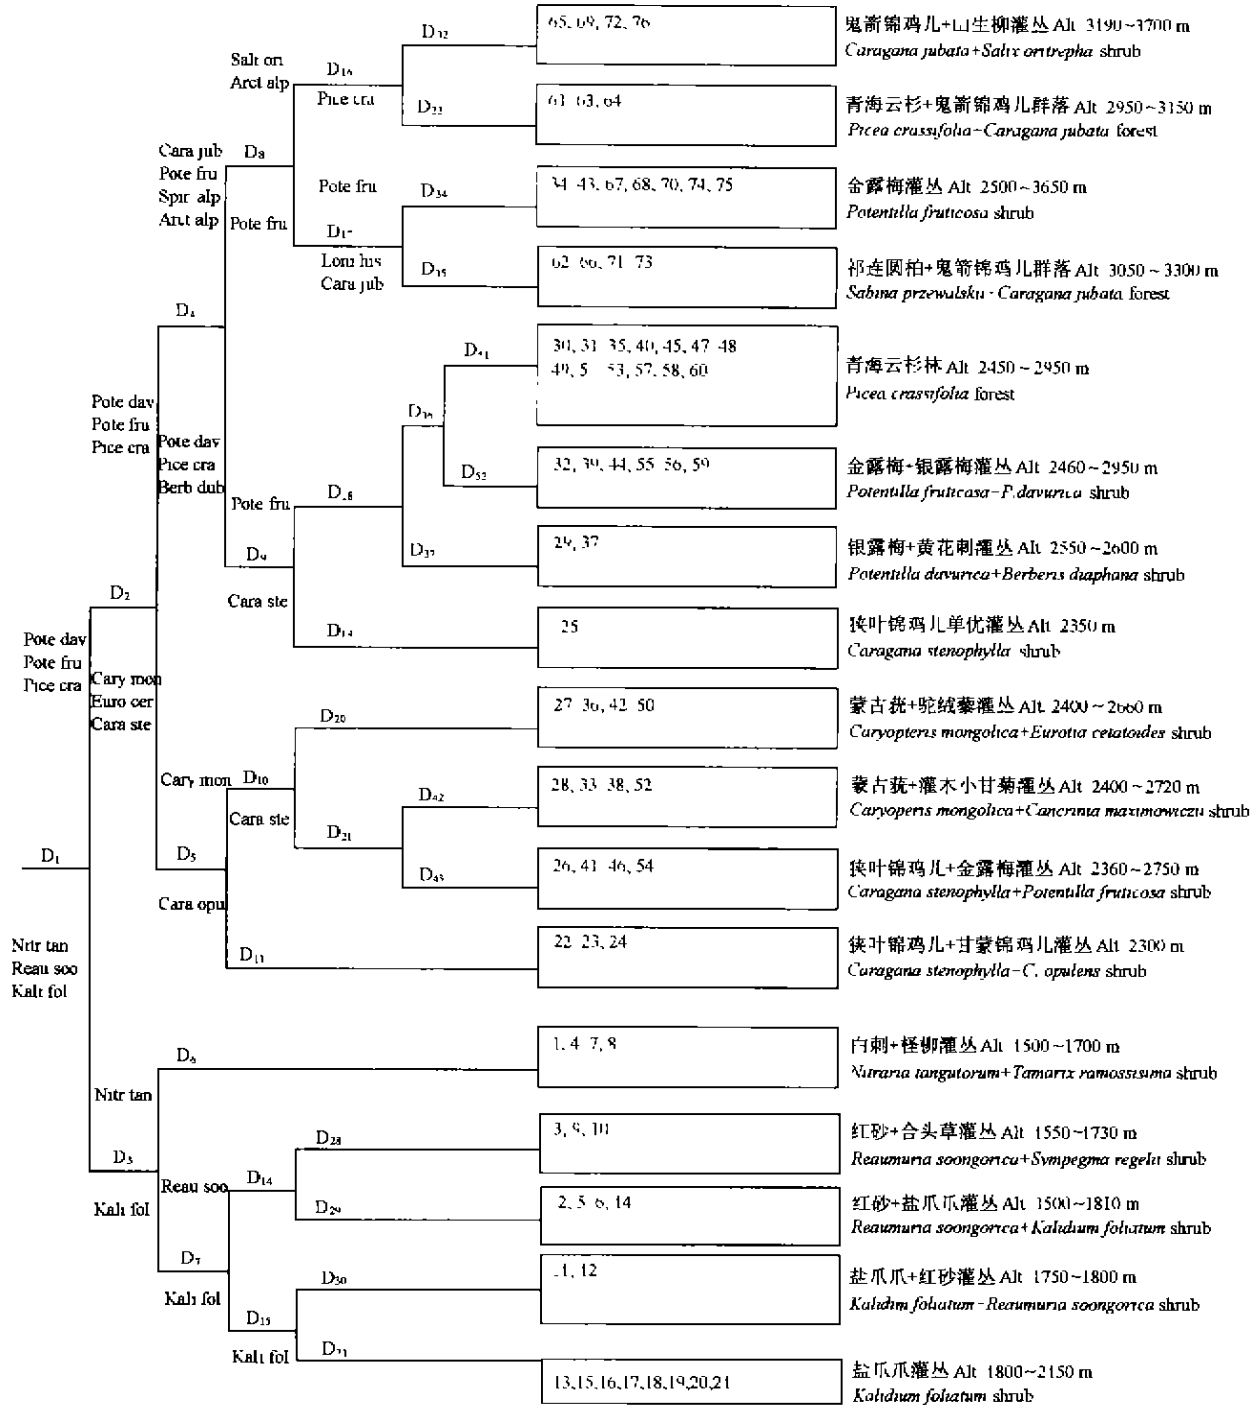 D32
65, 69, 72, 76
鬼箭锦鸡儿+山生柳灌丛 Alt 3190~3700 m
Caragana jubata+Salix oritrepha shrub
Sali ori
Arct alp
D16
Pice cra
D33
61 63, 64
青海云杉+鬼箭锦鸡儿群落 Alt 2950~3150 m
Picea crassifolia-Caragana jubata forest
Cara jub
Pote fru
Spir alp
Arct alp
D8
Pote fru
Pote fru
D34
34 43, 67, 68, 70, 74, 75
金露梅灌丛 Alt 2500~3650 m
Potentilla fruticosa shrub
D17
Loni his
Cara jub
D35
62 66, 71 73
祁连圆柏+鬼箭锦鸡儿群落 Alt 3050~3300 m
Sabina przewalskii-Caragana jubata forest
D4
D41
30, 31 35, 40, 45, 47 48
49, 5 53, 57, 58, 60
青海云杉林 Alt 2450~2950 m
Picea crassifolia forest
Pote dav
Pote fru
Pice cra
D36
Pote dav
Pice cra
Berb dub
D52
32, 39, 44, 55 56, 59
金露梅+银露梅灌丛 Alt 2460~2950 m
Potentilla fruticasa-P.davurica shrub
Pote fru
D18
D9
D37
29, 37
银露梅+黄花刺灌丛 Alt 2550~2600 m
Potentilla davurica+Berberis diaphana shrub
Cara ste
D19
25
狭叶锦鸡儿单优灌丛 Alt 2350 m
Caragana stenophylla shrub
D2
Pote dav
Pote fru
Pice cra
Cary mon
Euro cer
Cara ste
D20
27 36, 42 50
蒙古莸+驼绒藜灌丛 Alt 2400~2660 m
Caryopteris mongolica+Eurotia cetatoides shrub
Cary mon
D10
Cara ste
D42
28, 33 38, 52
蒙古莸+灌木小甘菊灌丛 Alt 2400~2720 m
Caryoperis mongolica+Cancrinia maximowiczii shrub
D21
D43
26, 41 46, 54
狭叶锦鸡儿+金露梅灌丛 Alt 2360~2750 m
Caragana stenophylla+Potentilla fruticosa shrub
D1
D5
Cara opu
D11
22 23, 24
狭叶锦鸡儿+甘蒙锦鸡儿灌丛 Alt 2300 m
Caragana stenophylla-C. opulens shrub
Nitr tan
Reau soo
Kali fol
D6
1, 4 7, 8
白刺+柽柳灌丛 Alt 1500~1700 m
Nitraria tangutorum+Tamarix ramossisima shrub
Nitr tan
D3
Kali fol
D28
3, 9, 10
红砂+合头草灌丛 Alt 1550~1730 m
Reaumuria soongorica+Sympegma regelii shrub
Reau soo
D14
D29
2, 5 6, 14
红砂+盐爪爪灌丛 Alt 1500~1810 m
Reaumuria soongorica+Kalidium foliatum shrub
D7
Kali fol
D30
11, 12
盐爪爪+红砂灌丛 Alt 1750~1800 m
Kalidim foliatum-Reaumuria soongorica shrub
D15
Kali fol
D31
13,15,16,17,18,19,20,21
盐爪爪灌丛 Alt 1800~2150 m
Kalidium foliatum shrub